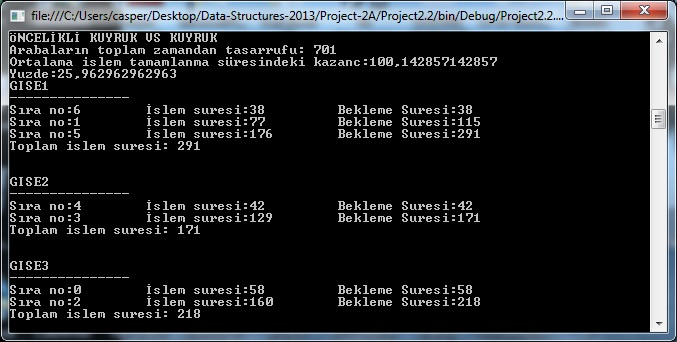 file:///C:/Users/casper/Desktop/Data-Structures-2013/Project-2A/Project2.2/bin/Debug/Project2.2....
öNCELİKLİ KUYRUK VS KUYRUK
Arabaların toplam zamandan tasarrufu: 701
Ortalama islem tamamlanma süresindeki kazanc:100,142857142857
Yuzde:25,962962962963
GISE1
---------------
Sıra no:6 İslem suresi:38 Bekleme Suresi:38
Sıra no:1 İslem suresi:77 Bekleme Suresi:115
Sıra no:5 İslem suresi:176 Bekleme Suresi:291
Toplam islem suresi: 291
GISE2
---------------
Sıra no:4 İslem suresi:42 Bekleme Suresi:42
Sıra no:3 İslem suresi:129 Bekleme Suresi:171
Toplam islem suresi: 171
GISE3
---------------
Sıra no:0 İslem suresi:58 Bekleme Suresi:58
Sıra no:2 İslem suresi:160 Bekleme Suresi:218
Toplam islem suresi: 218